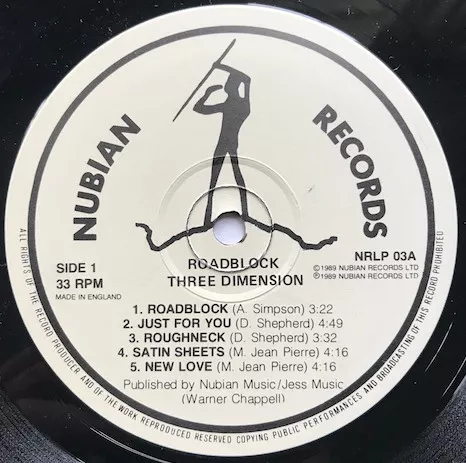 NUBIAN RECORDS
SIDE 1
33 RPM
MADE IN ENGLAND
NRLP 03A
Ⓒ1989 NUBIAN RECORDS LTD
Ⓟ1989 NUBIAN RECORDS LTD
ROADBLOCK
THREE DIMENSION
1. ROADBLOCK (A. Simpson) 3:22
2. JUST FOR YOU (D. Shepherd) 4:49
3. ROUGHNECK (D. Shepherd) 3:32
4. SATIN SHEETS (M. Jean Pierre) 4:16
5. NEW LOVE (M. Jean Pierre) 4:16
Published by Nubian Music/Jess Music
(Warner Chappell)
ALL RIGHTS OF THE RECORD PRODUCER AND OF THE WORK REPRODUCED RESERVED COPYING PUBLIC PERFORMANCES AND BROADCASTING OF THIS RECORD PROHIBITED